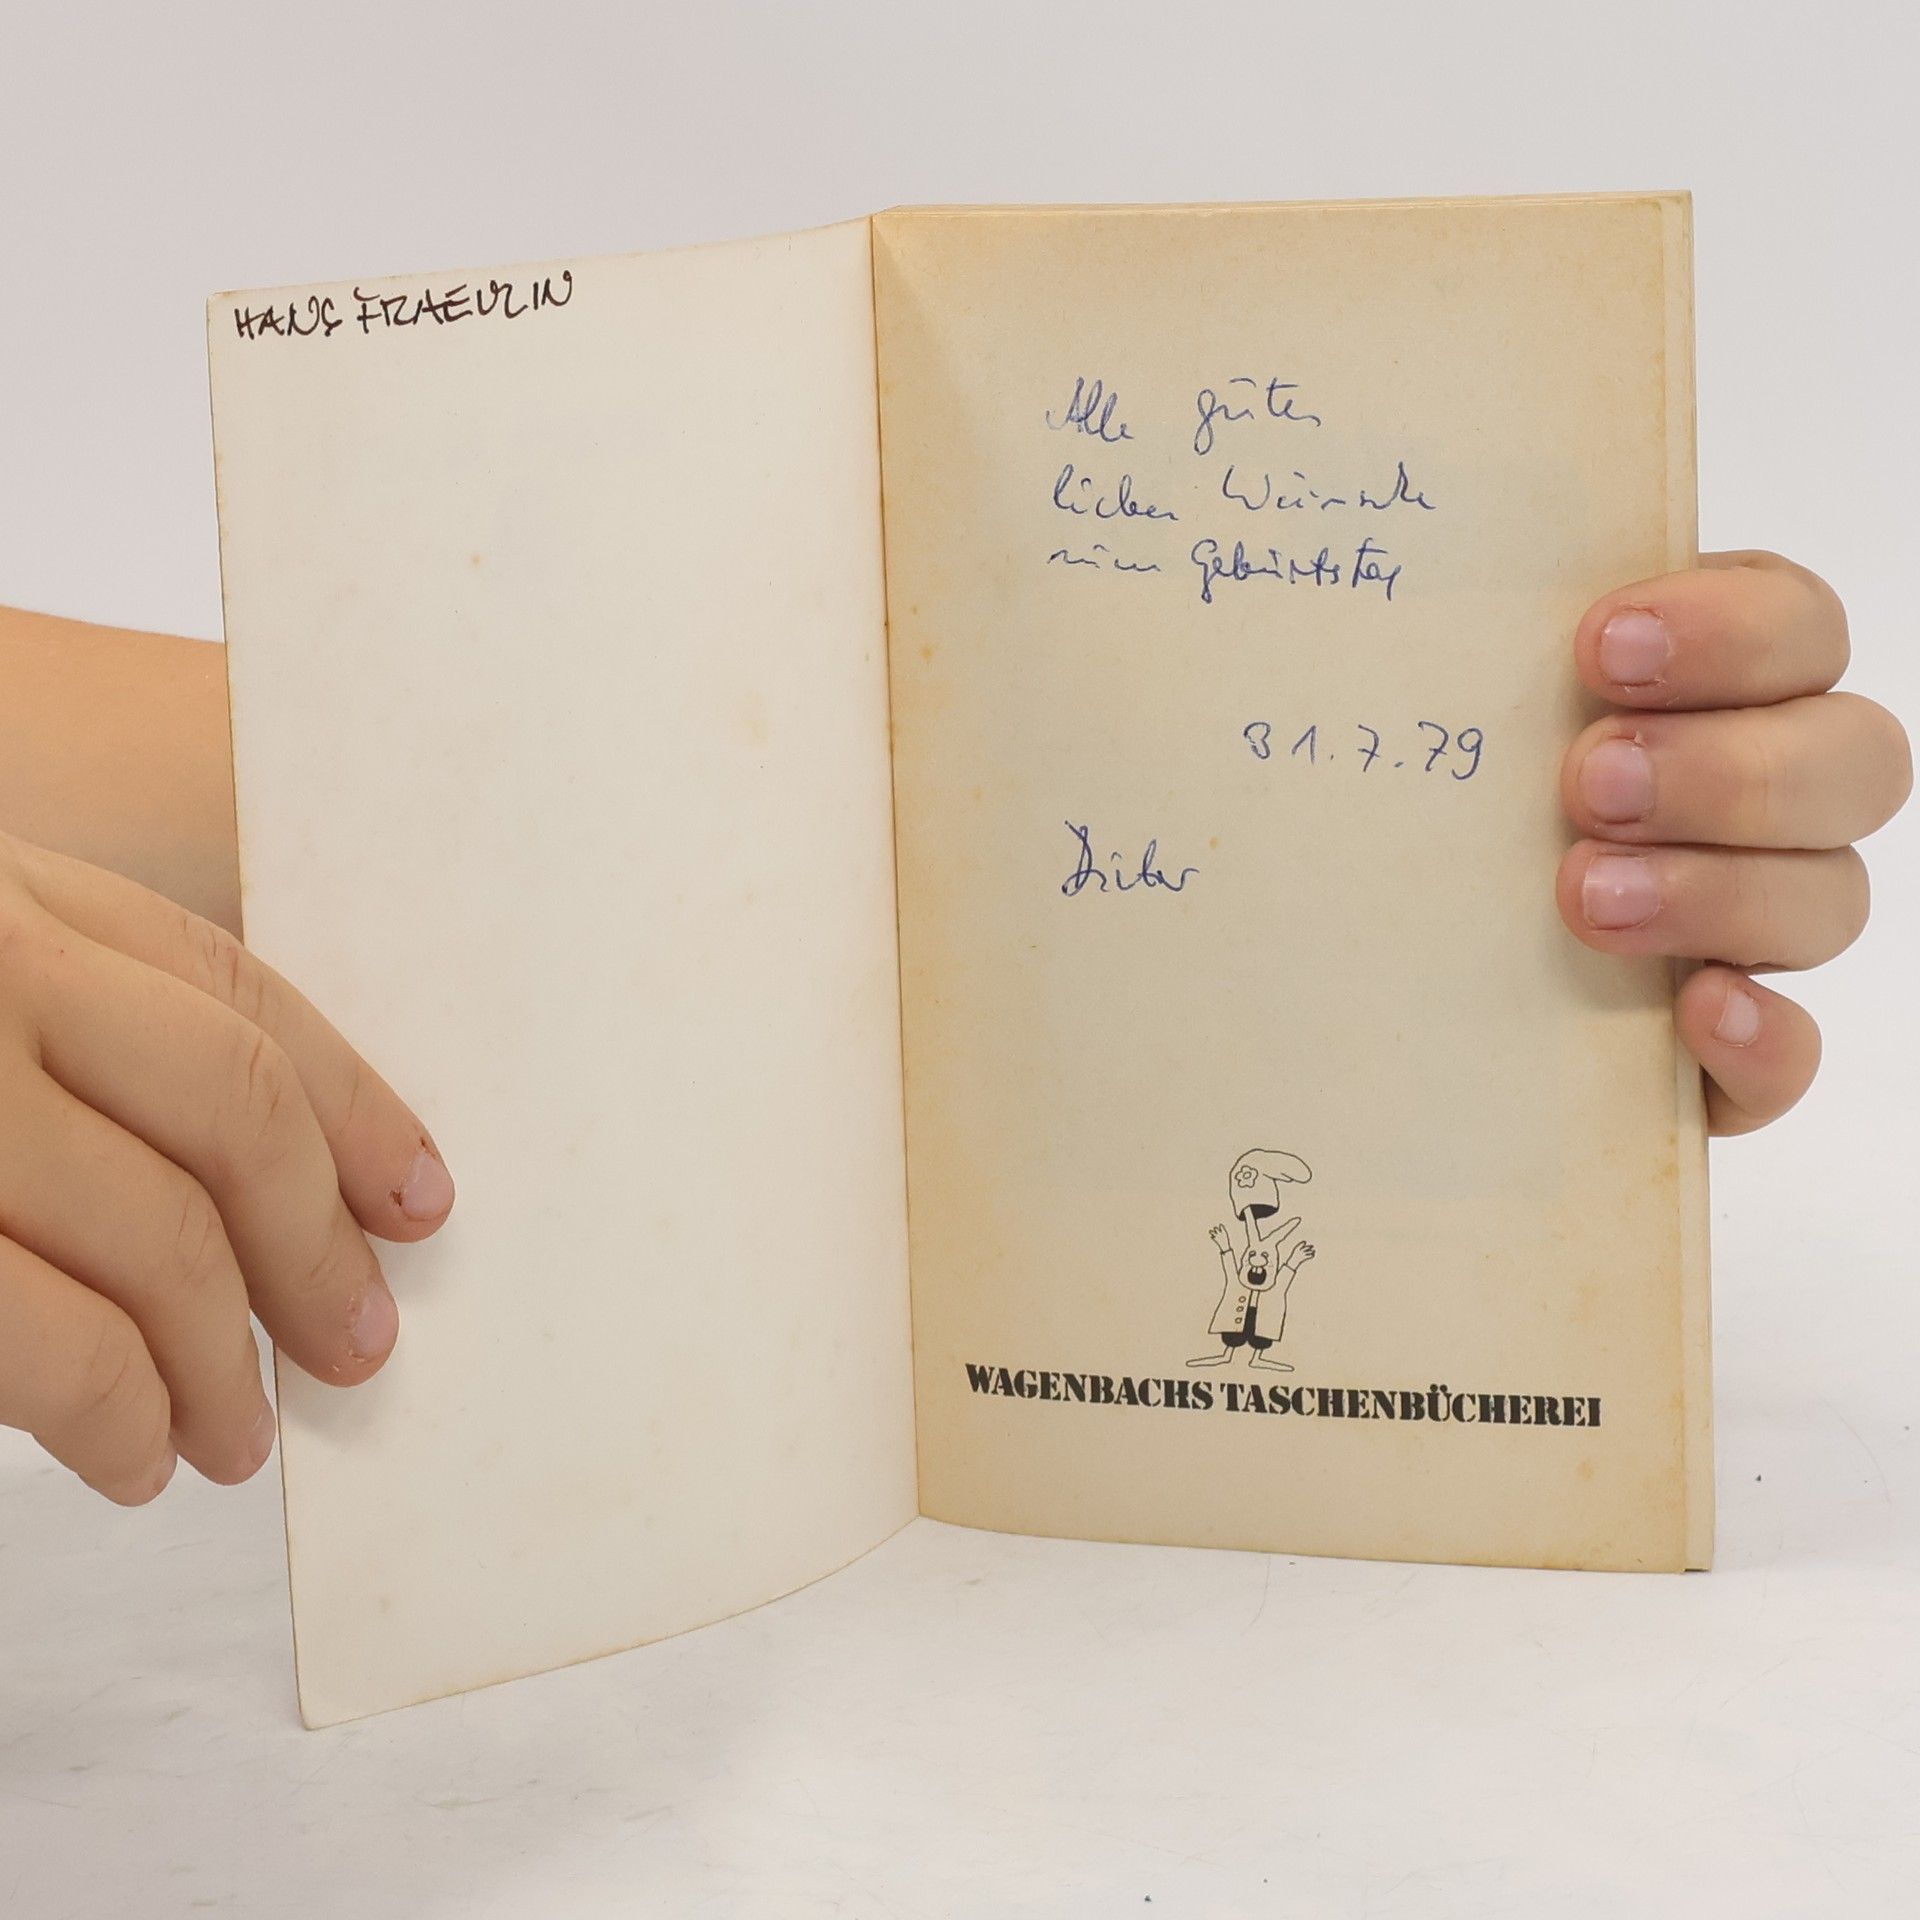 HANS FRAEULIN
Alle guten
lieben Wünsche
zum Geburtstag
31.7.79
Dieter
WAGENBACHS TASCHENBÜCHEREI